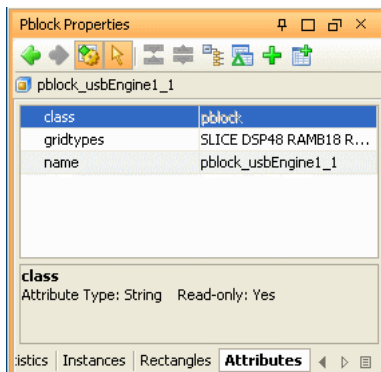 Pblock Properties
pblock_usbEngine1_1
class pblock
gridtypes SLICE DSP48 RAMB18 R...
name pblock_usbEngine1_1
class
Attribute Type: String Read-only: Yes
tistics Instances Rectangles Attributes